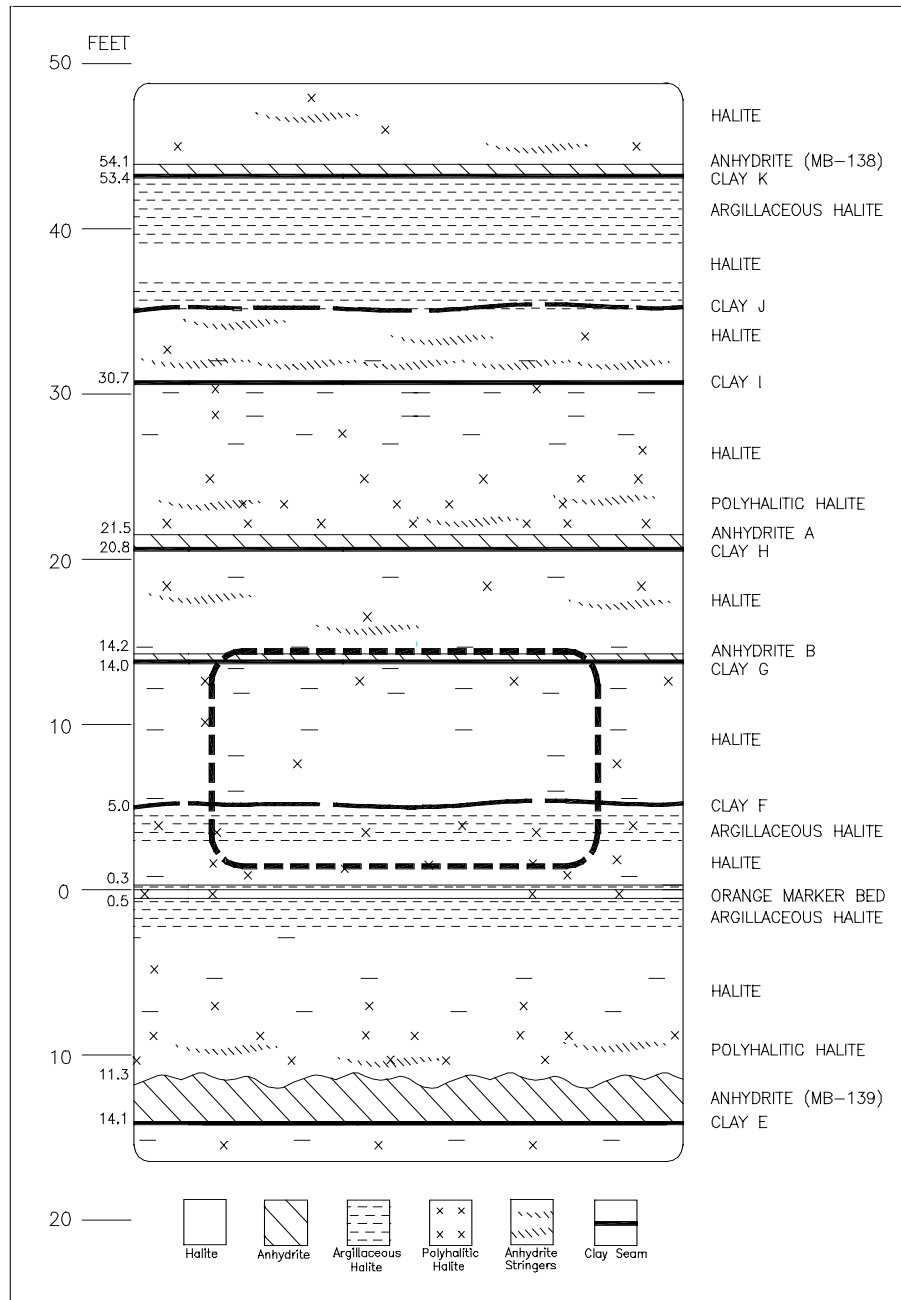 FEET
50
HALITE
54.1 ANHYDRITE (MB-138)
53.4 CLAY K
ARGILLACEOUS HALITE
40
HALITE
CLAY J
HALITE
30.7 CLAY I
30
HALITE
POLYHALITIC HALITE
21.5 ANHYDRITE A
20.8 CLAY H
20
HALITE
14.2 ANHYDRITE B
14.0 CLAY G
10
HALITE
5.0 CLAY F
ARGILLACEOUS HALITE
HALITE
0.3
0 ORANGE MARKER BED
0.5
ARGILLACEOUS HALITE
HALITE
10 POLYHALITIC HALITE
11.3
ANHYDRITE (MB-139)
14.1 CLAY E
20
Halite
Anhydrite
Argillaceous
Halite
Polyhalitic
Halite
Anhydrite
Stringers
Clay Seam